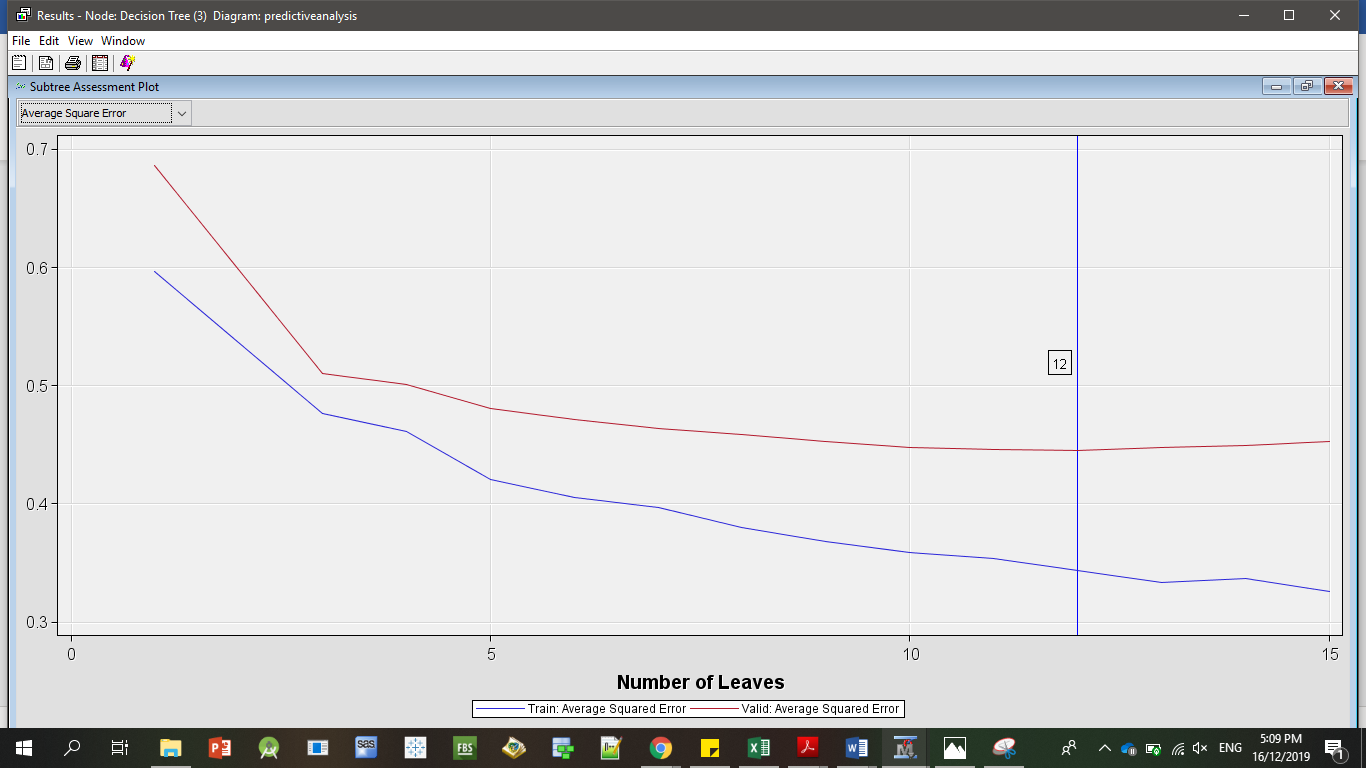 Results - Node: Decision Tree (3) Diagram: predictiveanalysis
File Edit View Window
Subtree Assessment Plot
Average Square Error
0.7
0.6
0.5
0.4
0.3
12
0 5 10 15
Number of Leaves
Train: Average Squared Error Valid: Average Squared Error
sas FBS ENG 5:09 PM
16/12/2019 1